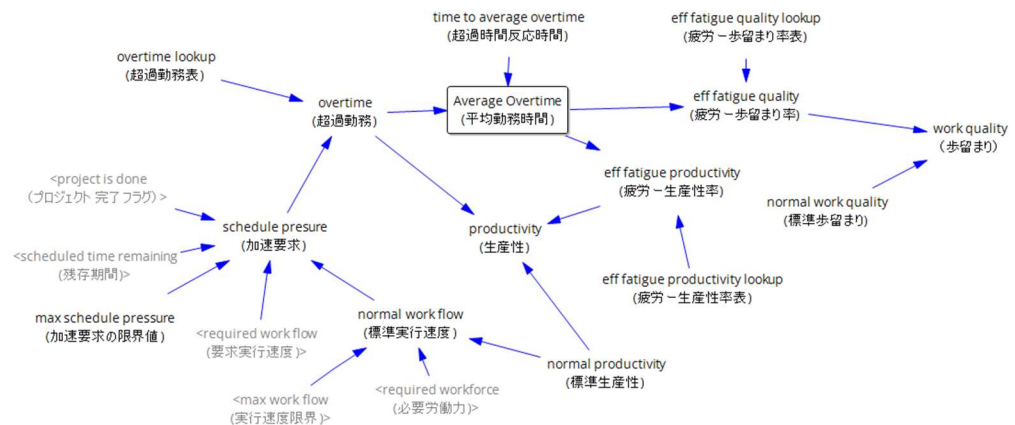 time to average overtime
(超過時間反応時間)
eff fatigue quality lookup
(疲労ー歩留まり率表)
overtime lookup
(超過勤務表)
overtime
(超過勤務)
Average Overtime
(平均勤務時間)
eff fatigue quality
(疲労ー歩留まり率)
work quality
(歩留まり)
<project is done
(プロジェクト 完了フラグ)>
eff fatigue productivity
(疲労ー生産性率)
normal work quality
(標準歩留まり)
schedule presure
(加速要求)
productivity
(生産性)
<scheduled time remaining
(残存期間)>
eff fatigue productivity lookup
(疲労ー生産性率表)
max schedule pressure
(加速要求の限界値)
<required work flow
(要求実行速度)>
normal work flow
(標準実行速度)
normal productivity
(標準生産性)
<max work flow
(実行速度限界)>
<required workforce
(必要労働力)>